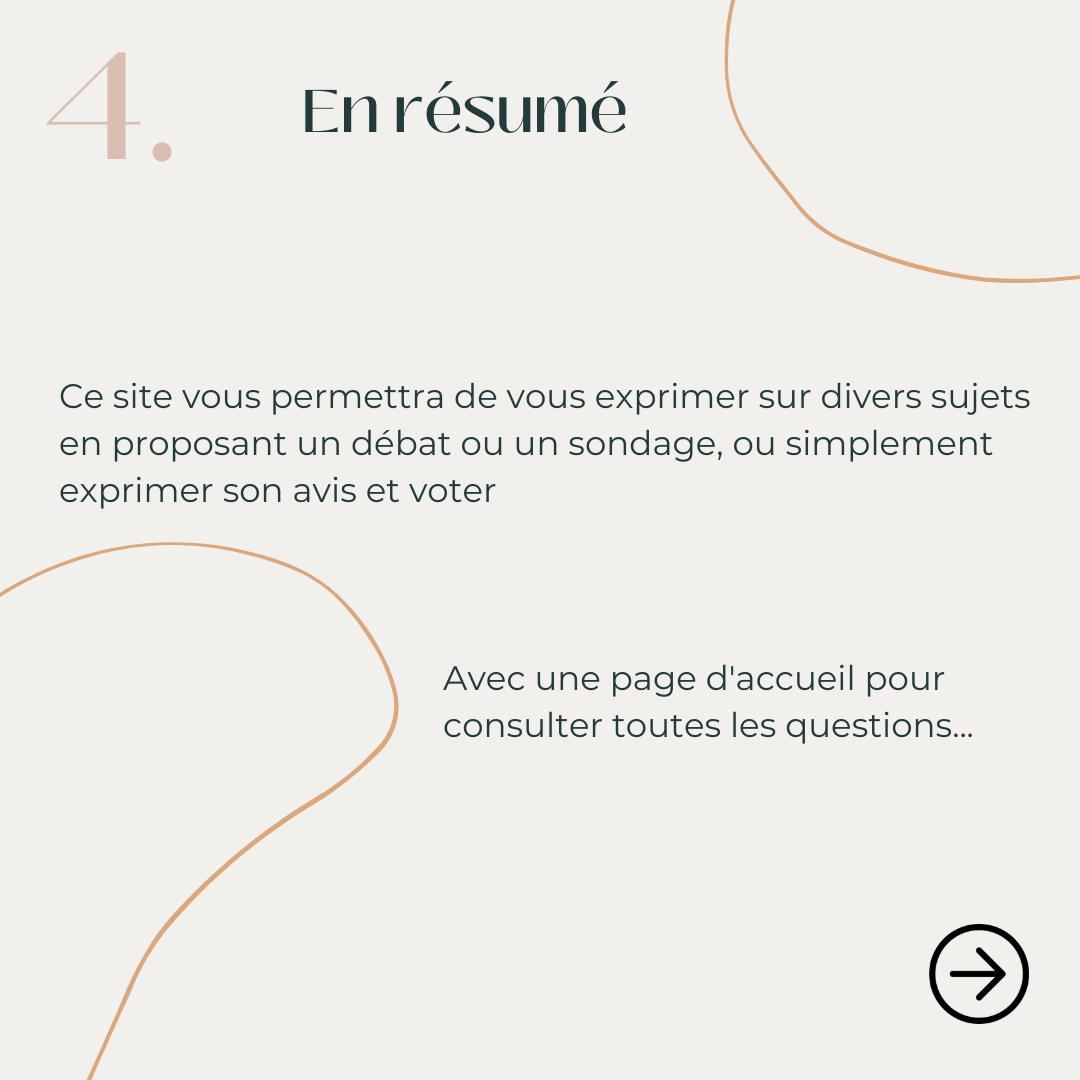 4.
En résumé
Ce site vous permettra de vous exprimer sur divers sujets
en proposant un débat ou un sondage, ou simplement
exprimer son avis et voter
Avec une page d'accueil pour
consulter toutes les questions...